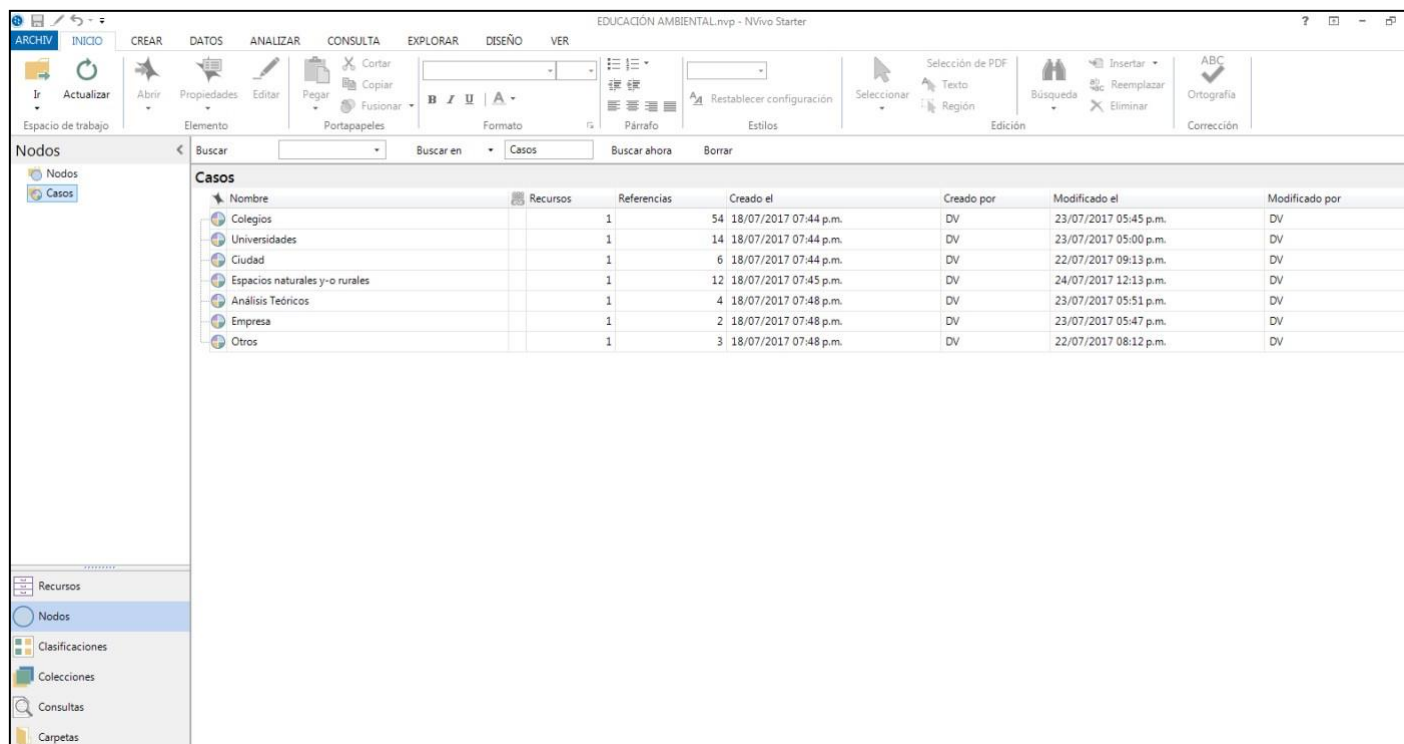 EDUCACIÓN AMBIENTAL.nvp - NVivo Starter
?
ARCHIV INICIO CREAR DATOS ANALIZAR CONSULTA EXPLORAR DISEÑO VER
Ir
Actualizar
Espacio de trabajo
Abrir
Propiedades
Editar
Elemento
Pegar
Cortar
Copiar
Fusionar
Portapapeles
B I U A
Formato
Párrafo
Restablecer configuración
Estilos
Seleccionar
Selección de PDF
Texto
Región
Búsqueda
Insertar
Reemplazar
Eliminar
Edición
ABC
Ortografía
Corrección
Nodos
Nodos
Casos
Buscar Buscar en Casos Buscar ahora Borrar
Casos
Nombre Recursos Referencias Creado el Creado por Modificado el Modificado por
Colegios 1 54 18/07/2017 07:44 p.m. DV 23/07/2017 05:45 p.m. DV
Universidades 1 14 18/07/2017 07:44 p.m. DV 23/07/2017 05:00 p.m. DV
Ciudad 1 6 18/07/2017 07:44 p.m. DV 22/07/2017 09:13 p.m. DV
Espacios naturales y-o rurales 1 12 18/07/2017 07:45 p.m. DV 24/07/2017 12:13 p.m. DV
Análisis Teóricos 1 4 18/07/2017 07:48 p.m. DV 23/07/2017 05:51 p.m. DV
Empresa 1 2 18/07/2017 07:48 p.m. DV 23/07/2017 05:47 p.m. DV
Otros 1 3 18/07/2017 07:48 p.m. DV 22/07/2017 08:12 p.m. DV
Recursos
Nodos
Clasificaciones
Colecciones
Consultas
Carpetas